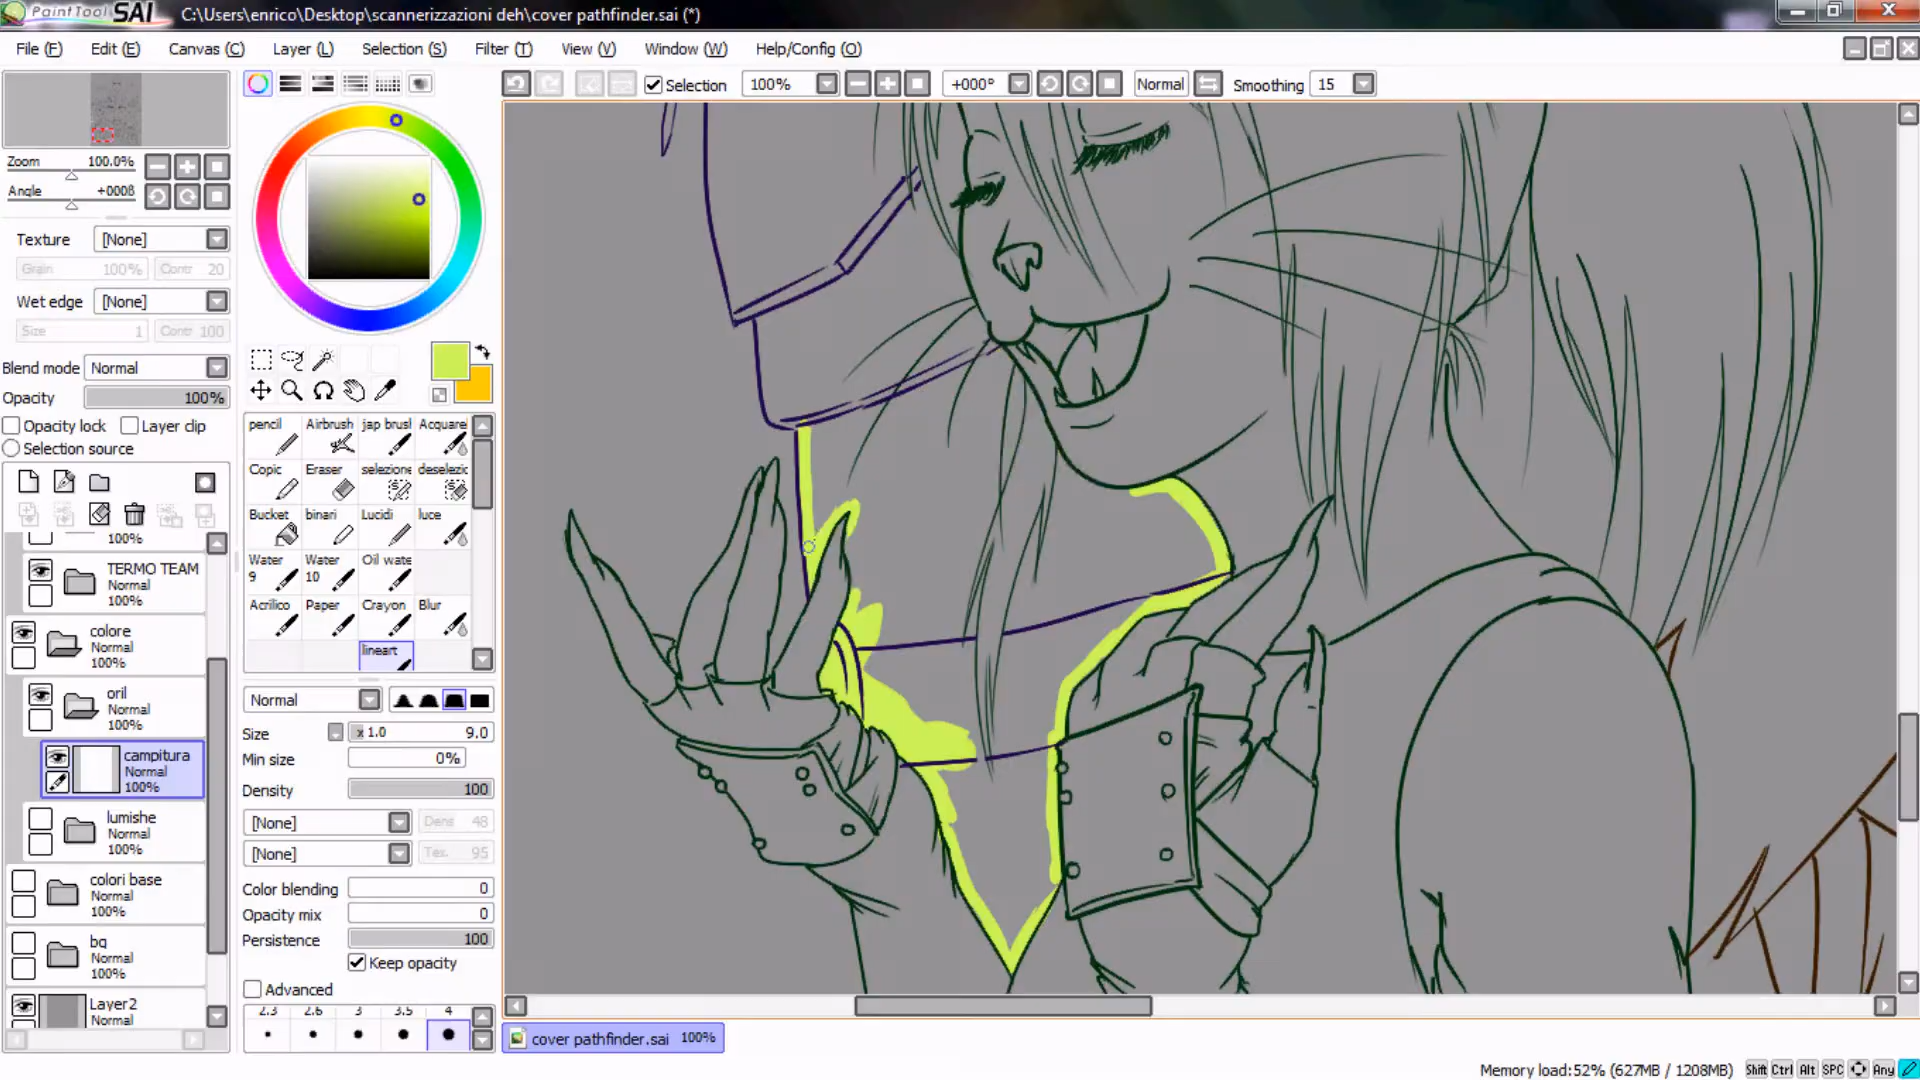 PaintTool SAI C:\Users\enrico\Desktop\scannerizzazioni deh\cover pathfinder.sai (*)
File (F) Edit (E) Canvas (C) Layer (L) Selection (S) Filter (T) View (V) Window (W) Help/Config (O)
Selection 100% +000° Normal Smoothing 15
Zoom 100.0%
Angle +000ß
Texture [None]
Grain 100% Contr 20
Wet edge [None]
Size 1 Contr 100
Blend mode Normal
Opacity 100%
Opacity lock Layer clip
Selection source
100%
TERMO TEAM
Normal
100%
colore
Normal
100%
oril
Normal
100%
campitura
Normal
100%
lumishe
Normal
100%
colori base
Normal
100%
bg
Normal
100%
Layer2
Normal
pencil Airbrush jap brusl Acquare
Copic Eraser selezione deselezic
Bucket binari Lucidi luce
Water 9 Water 10 Oil wate
Acrilico Paper Crayon Blur
lineart
Normal
Size x 1.0 9.0
Min size 0%
Density 100
[None] Dens 48
[None] Tex. 95
Color blending 0
Opacity mix 0
Persistence 100
Keep opacity
Advanced
2.3 2.6 3 3.5 4
cover pathfinder.sai 100%
Memory load:52% (627MB / 1208MB) Shift Ctrl Alt SPC Any